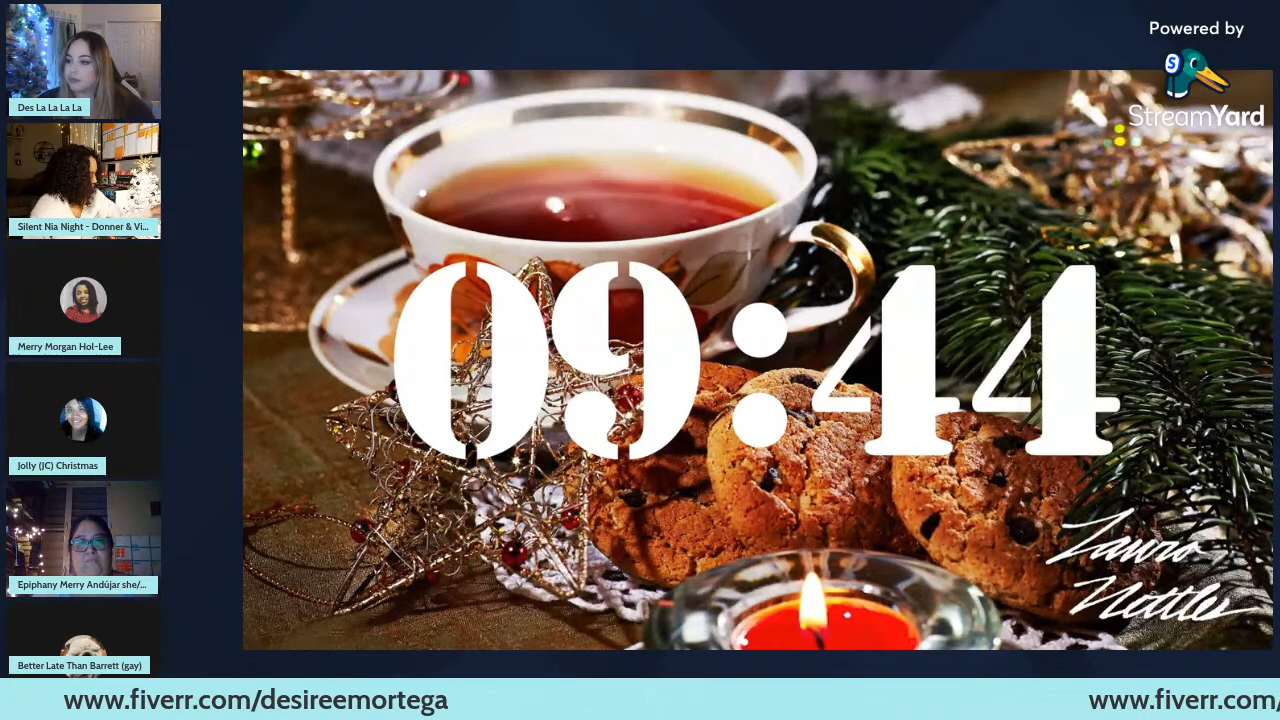 Powered by
S
StreamYard
Des La La La La
Silent Nia Night - Donner & Vi...
Merry Morgan Hol-Lee
Jolly (JC) Christmas
Epiphany Merry Andújar she/...
Better Late Than Barrett (gay)
09:44
Laura
Nettles
www.fiverr.com/desireemortega
www.fiverr.com/